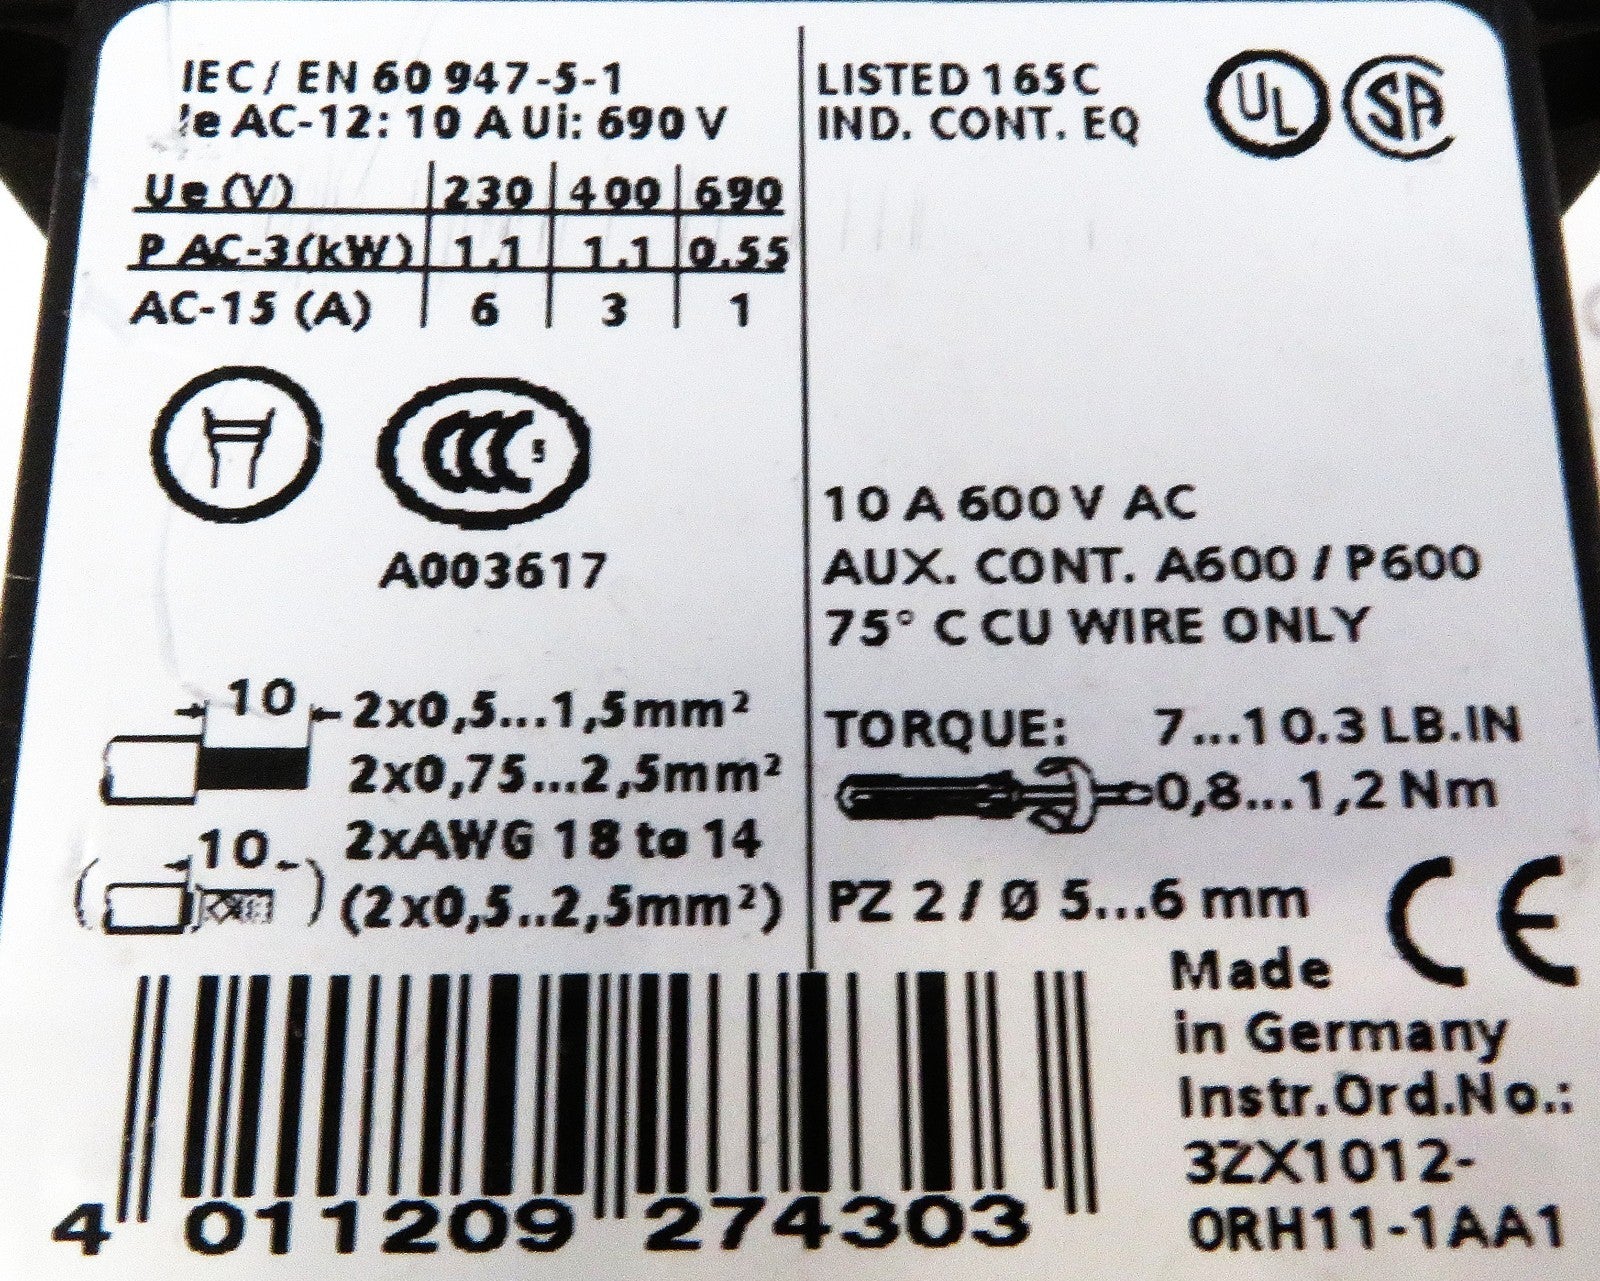 IEC / EN 60 947-5-1
Ie AC-12: 10 A Ui: 690 V
Ue (V) 230 400 690
P AC-3 (kW) 1.1 1.1 0.55
AC-15 (A) 6 3 1
CCC S
A003617
10 2x0,5...1,5mm²
2x0,75...2,5mm²
2xAWG 18 to 14
(10) (2x0,5..2,5mm²)
LISTED 165C
IND. CONT. EQ
UL SA
10 A 600 V AC
AUX. CONT. A600 / P600
75° C CU WIRE ONLY
TORQUE: 7...10.3 LB.IN
0,8...1,2 Nm
PZ 2 / Ø 5...6 mm
CE
Made
in Germany
Instr.Ord.No.:
3ZX1012-
0RH11-1AA1
4 011209 274303